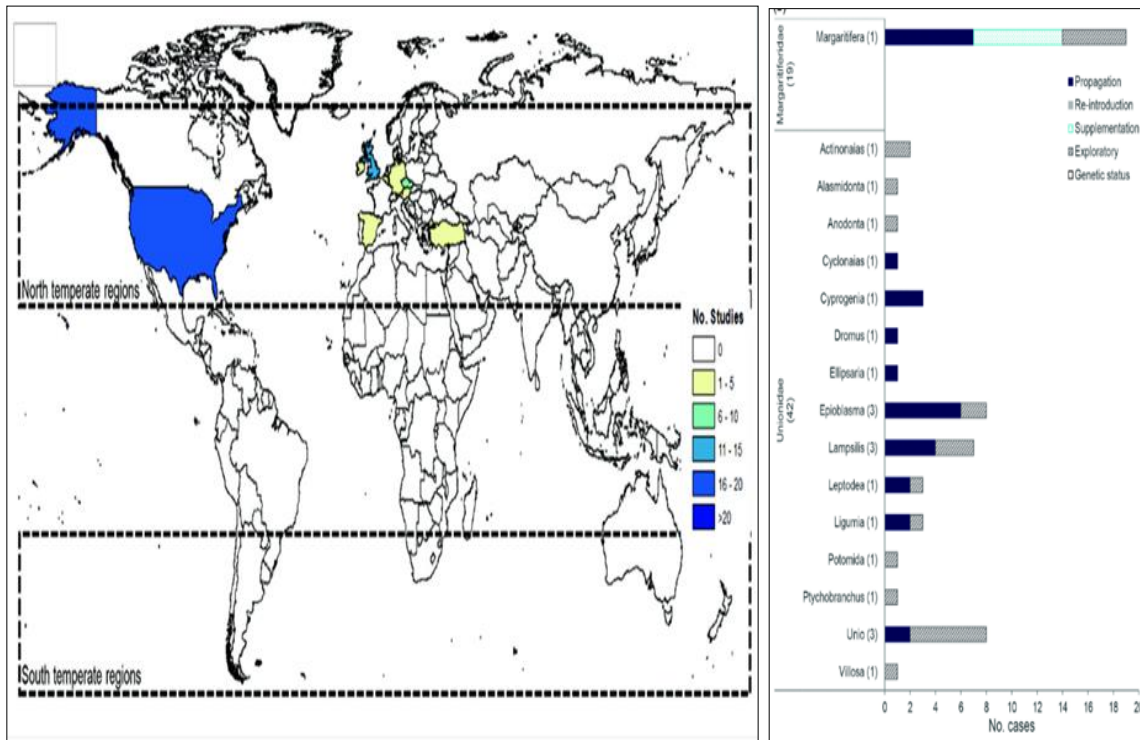 North temperate regions
South temperate regions
No. Studies
0
1 - 5
6 - 10
11 - 15
16 - 20
>20
Margaritiferidae
(19)
Unionidae
(42)
Margaritifera (1)
Actinonaias (1)
Alasmidonta (1)
Anodonta (1)
Cyclonaias (1)
Cyprogenia (1)
Dromus (1)
Ellipsaria (1)
Epioblasma (3)
Lampsilis (3)
Leptodea (1)
Ligumia (1)
Potomida (1)
Ptychobranchus (1)
Unio (3)
Villosa (1)
Propagation
Re-introduction
Supplementation
Exploratory
Genetic status
0 2 4 6 8 10 12 14 16 18 20
No. cases